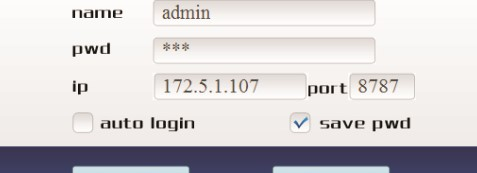 name admin
pwd ***
ip 172.5.1.107 port 8787
auto login save pwd